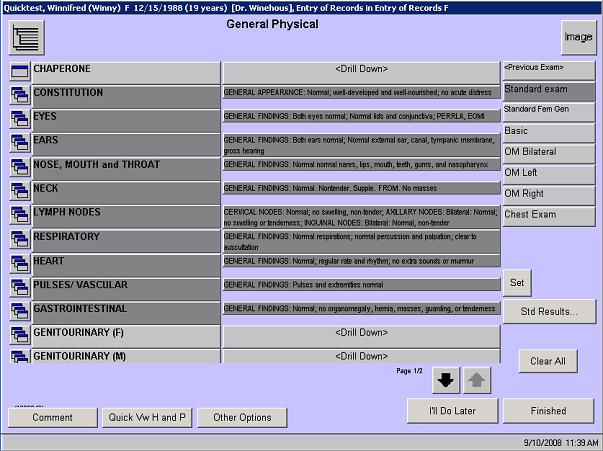 Quicktest, Winnifred (Winny) F 12/15/1988 (19 years) [Dr. Winehous], Entry of Records in Entry of Records F
General Physical
Image
CHAPERONE <Drill Down> <Previous Exam>
CONSTITUTION GENERAL APPEARANCE: Normal; well-developed and well-nourished; no acute distress Standard exam
EYES GENERAL FINDINGS: Both eyes normal; Normal lids and conjunctiva; PERRLA, EOMI Standard Fem Gen
EARS GENERAL FINDINGS: Both ears normal; Normal external ear, canal, tympanic membrane,
gross hearing
Basic
NOSE, MOUTH and THROAT GENERAL FINDINGS: Normal normal nares, lips, mouth, teeth, gums, and nasopharynx OM Bilateral
NECK GENERAL FINDINGS: Normal. Nontender. Supple. FROM. No masses OM Left
OM Right
LYMPH NODES CERVICAL NODES: Normal; no swelling, non-tender; AXILLARY NODES: Bilateral: Normal;
no swelling or tenderness; INGUINAL NODES: Bilateral: Normal, non-tender
Chest Exam
RESPIRATORY GENERAL FINDINGS: Normal respirations; normal percussion and palpation; clear to
auscultation
HEART GENERAL FINDINGS: Normal; regular rate and rhythm; no extra sounds or murmur
PULSES/ VASCULAR GENERAL FINDINGS: Pulses and extremities normal Set
GASTROINTESTINAL GENERAL FINDINGS: Normal; no organomegaly, hernia, masses, guarding, or tenderness Std Results...
GENITOURINARY (F) <Drill Down>
GENITOURINARY (M) <Drill Down> Clear All
Page 1/2
Comment Quick Vw H and P Other Options I'll Do Later Finished
9/10/2008 11:39 AM